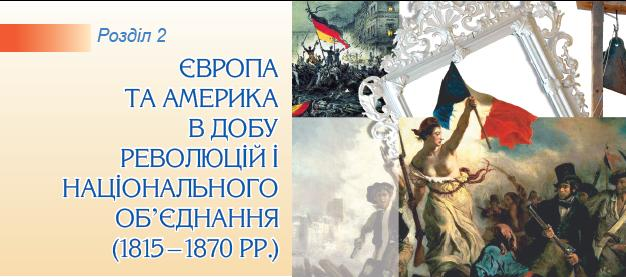 Розділ 2
ЄВРОПА
ТА АМЕРИКА
В ДОБУ
РЕВОЛЮЦІЙ І
НАЦІОНАЛЬНОГО
ОБ’ЄДНАННЯ
(1815–1870 РР.)